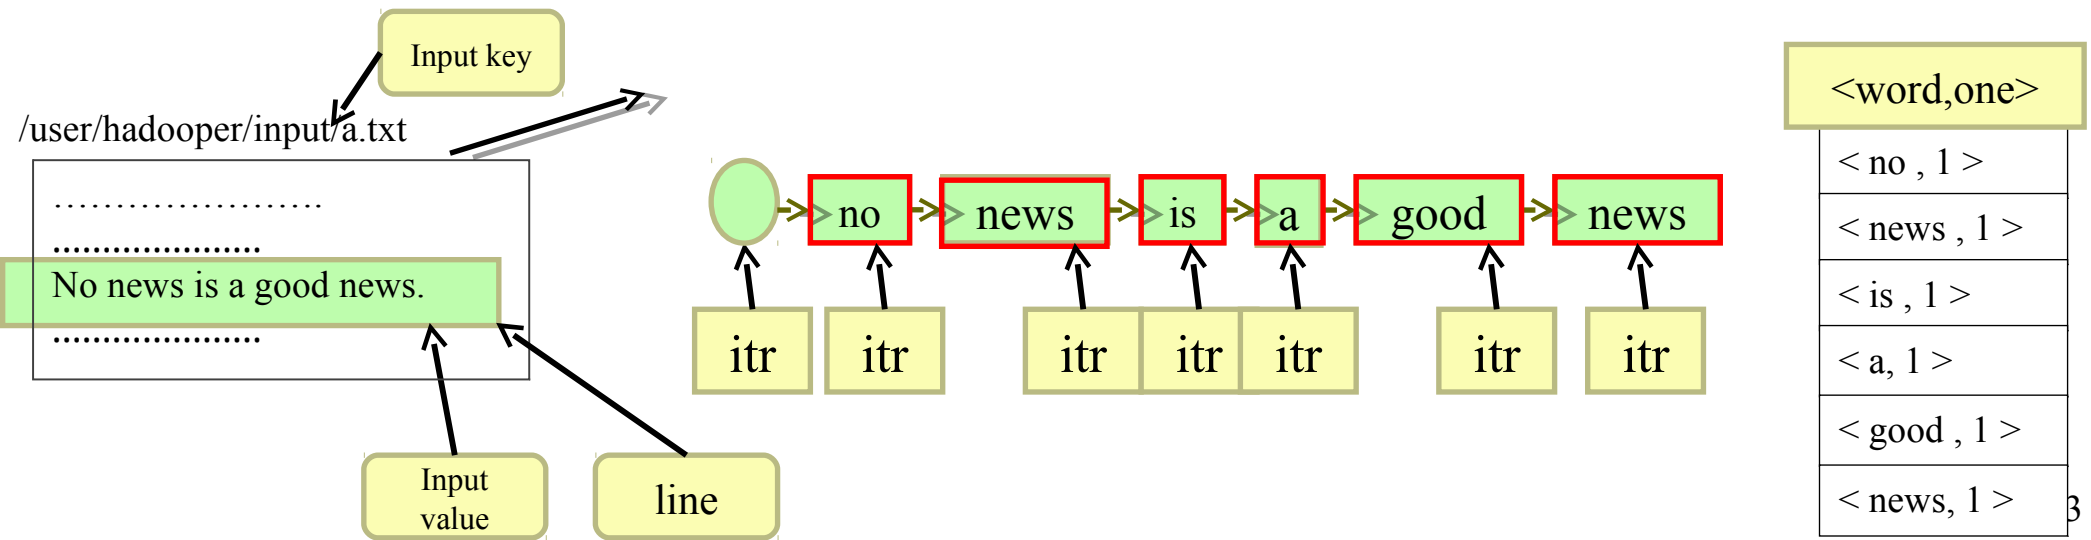 Input key
/user/hadooper/input/a.txt
…………………….
.....................
No news is a good news.
.....................
Input
value
line
no news is a good news
itr itr itr itr itr itr itr
<word,one>
< no , 1 >
< news , 1 >
< is , 1 >
< a, 1 >
< good , 1 >
< news, 1 >
3